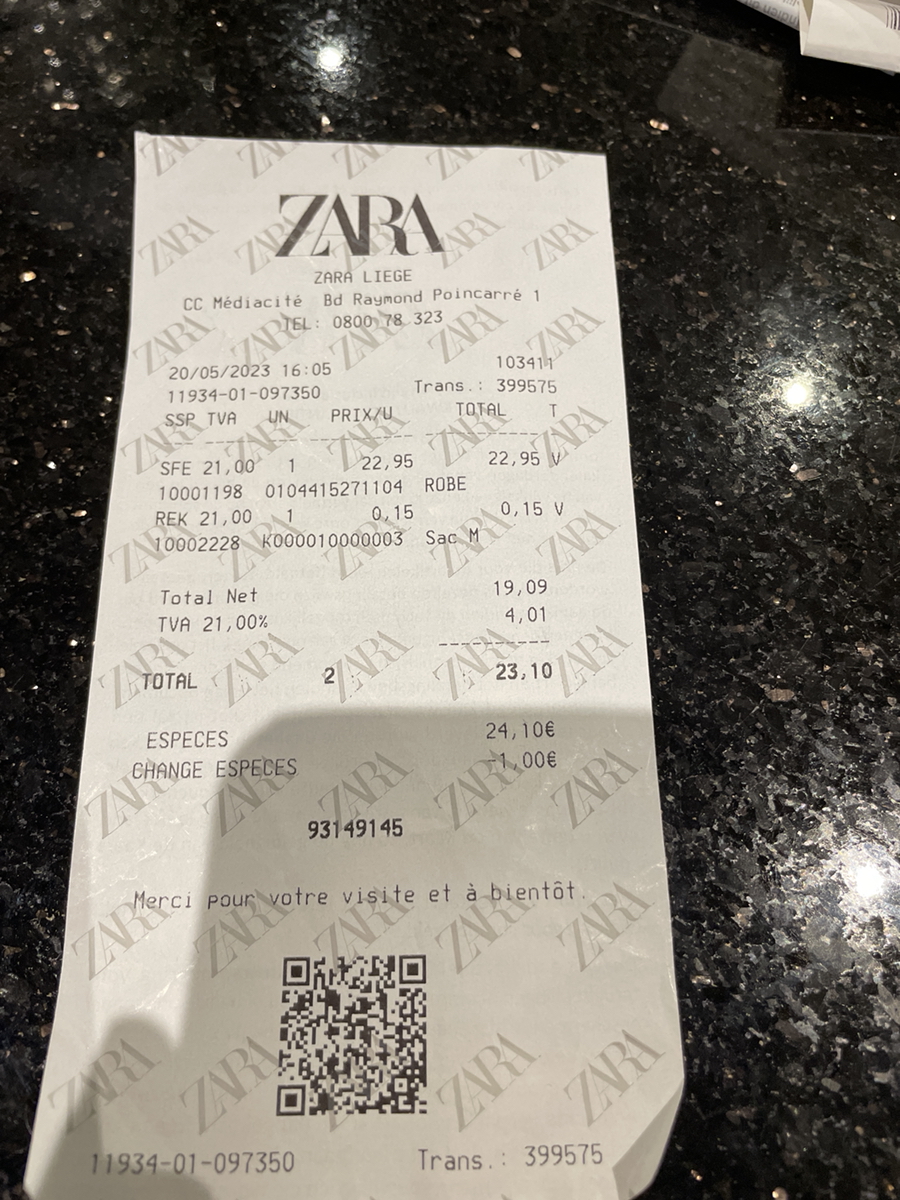 ZARA
ZARA LIEGE
CC Médiacité Bd Raymond Poincarré 1
TEL: 0800 78 323
20/05/2023 16:05 103411
11934-01-097350 Trans.: 399575
SSP TVA UN PRIX/U TOTAL T
SFE 21,00 1 22,95 22,95 V
10001198 0104415271104 ROBE
REK 21,00 1 0,15 0,15 V
10002228 K000010000003 Sac M
Total Net 19,09
TVA 21,00% 4,01
TOTAL 2 23,10
ESPECES 24,10€
CHANGE ESPECES -1,00€
93149145
Merci pour votre visite et à bientôt.
11934-01-097350 Trans.: 399575